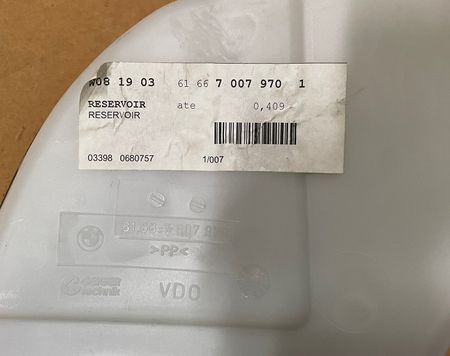 W08 19 03 61 66 7 007 970 1
RESERVOIR ate 0,409
RESERVOIR
03398 0680757 1/007
>PP<
technik
VDO